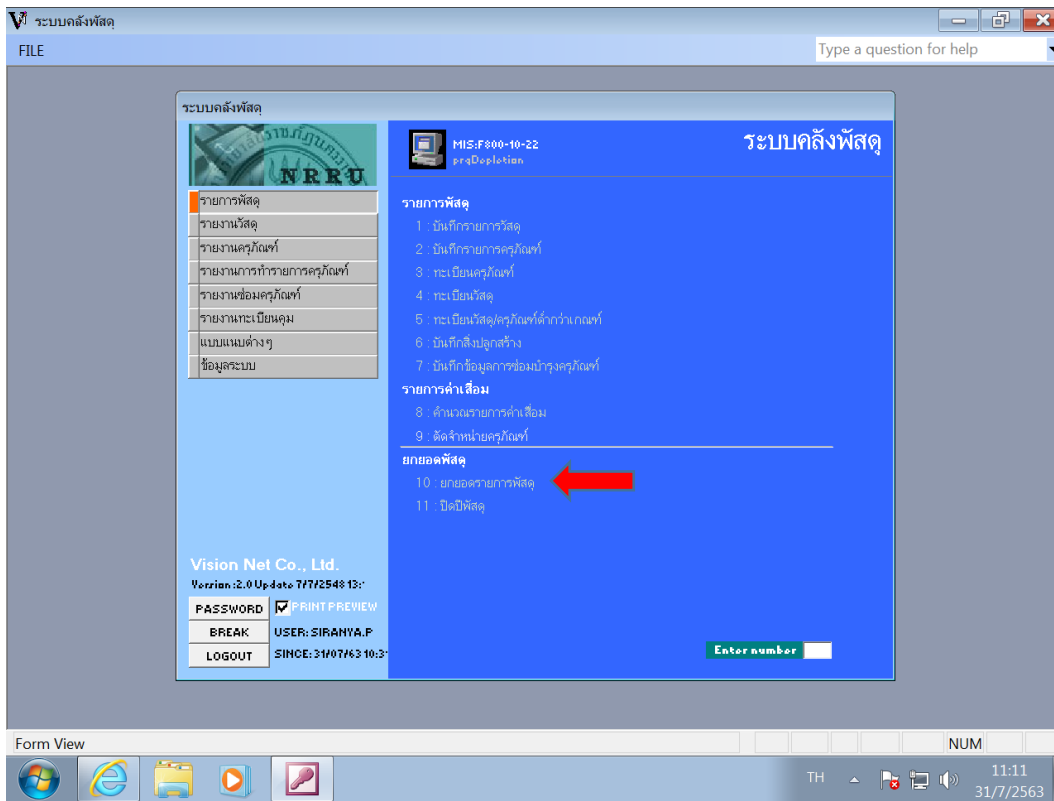 ระบบคลังพัสดุ
FILE
Type a question for help
ระบบคลังพัสดุ
NRRU
MIS:F800-10-22
prqDepletion
ระบบคลังพัสดุ
รายการพัสดุ
รายงานวัสดุ
รายงานครุภัณฑ์
รายงานการทำรายการครุภัณฑ์
รายงานซ่อมครุภัณฑ์
รายงานทะเบียนคุม
แบบแนบต่างๆ
ข้อมูลระบบ
รายการพัสดุ
1 : บันทึกรายการวัสดุ
2 : บันทึกรายการครุภัณฑ์
3 : ทะเบียนครุภัณฑ์
4 : ทะเบียนวัสดุ
5 : ทะเบียนวัสดุ/ครุภัณฑ์ต่ำกว่าเกณฑ์
6 : บันทึกสิ่งปลูกสร้าง
7 : บันทึกข้อมูลการซ่อมบำรุงครุภัณฑ์
รายการค่าเสื่อม
8 : คำนวณรายการค่าเสื่อม
9 : ตัดจำหน่ายครุภัณฑ์
ยกยอดพัสดุ
10 : ยกยอดรายการพัสดุ
11 : ปิดปีพัสดุ
Vision Net Co., Ltd.
Version :2.0 Update 7/7/2548 13:
PASSWORD
PRINT PREVIEW
BREAK
USER: SIRANYA.P
LOGOUT
SINCE: 31/07/63 10:3
Enter number
Form View
NUM
TH
11:11
31/7/2563